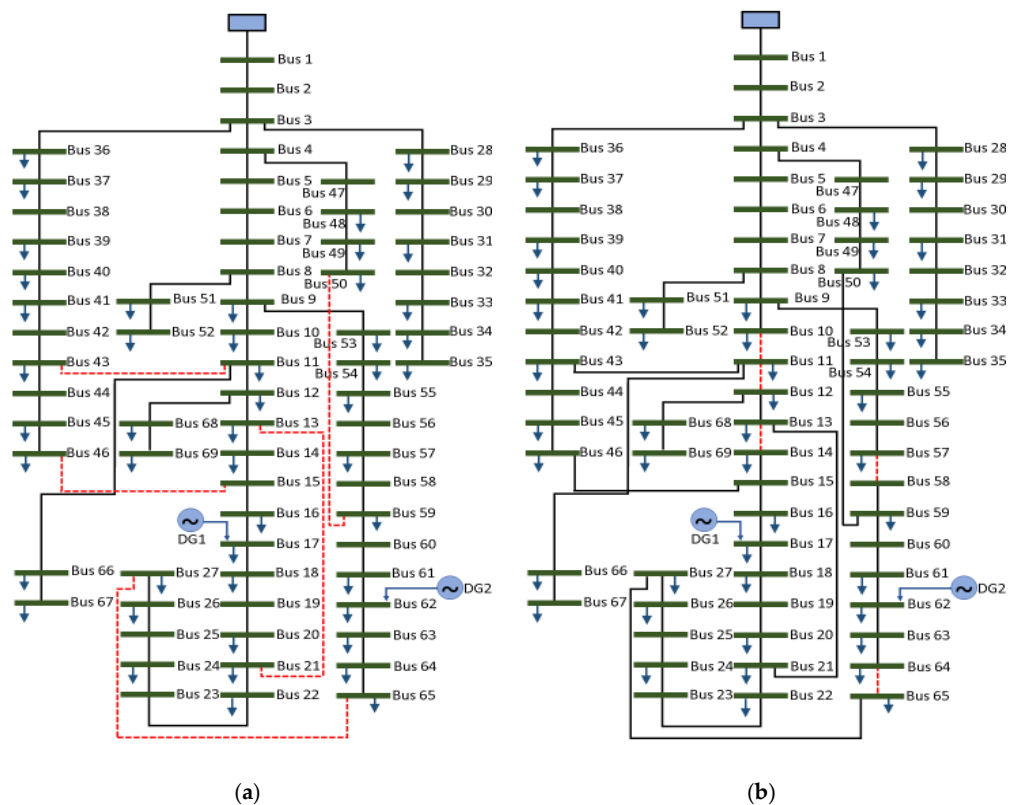 Bus 1
Bus 2
Bus 3
Bus 36
Bus 4
Bus 28
Bus 37
Bus 5
Bus 47
Bus 29
Bus 38
Bus 6
Bus 48
Bus 30
Bus 39
Bus 7
Bus 49
Bus 31
Bus 40
Bus 8
Bus 50
Bus 32
Bus 41
Bus 51
Bus 9
Bus 33
Bus 42
Bus 52
Bus 10
Bus 53
Bus 34
Bus 43
Bus 11
Bus 54
Bus 35
Bus 44
Bus 12
Bus 55
Bus 45
Bus 68
Bus 13
Bus 56
Bus 46
Bus 69
Bus 14
Bus 57
Bus 15
Bus 58
Bus 16
Bus 59
DG1
Bus 17
Bus 60
Bus 66
Bus 27
Bus 18
Bus 61
DG2
Bus 67
Bus 26
Bus 19
Bus 62
Bus 25
Bus 20
Bus 63
Bus 24
Bus 21
Bus 64
Bus 23
Bus 22
Bus 65
(a)
Bus 1
Bus 2
Bus 3
Bus 36
Bus 4
Bus 28
Bus 37
Bus 5
Bus 47
Bus 29
Bus 38
Bus 6
Bus 48
Bus 30
Bus 39
Bus 7
Bus 49
Bus 31
Bus 40
Bus 8
Bus 50
Bus 32
Bus 41
Bus 51
Bus 9
Bus 33
Bus 42
Bus 52
Bus 10
Bus 53
Bus 34
Bus 43
Bus 11
Bus 54
Bus 35
Bus 44
Bus 12
Bus 55
Bus 45
Bus 68
Bus 13
Bus 56
Bus 46
Bus 69
Bus 14
Bus 57
Bus 15
Bus 58
Bus 16
Bus 59
DG1
Bus 17
Bus 60
Bus 66
Bus 27
Bus 18
Bus 61
DG2
Bus 67
Bus 26
Bus 19
Bus 62
Bus 25
Bus 20
Bus 63
Bus 24
Bus 21
Bus 64
Bus 23
Bus 22
Bus 65
(b)